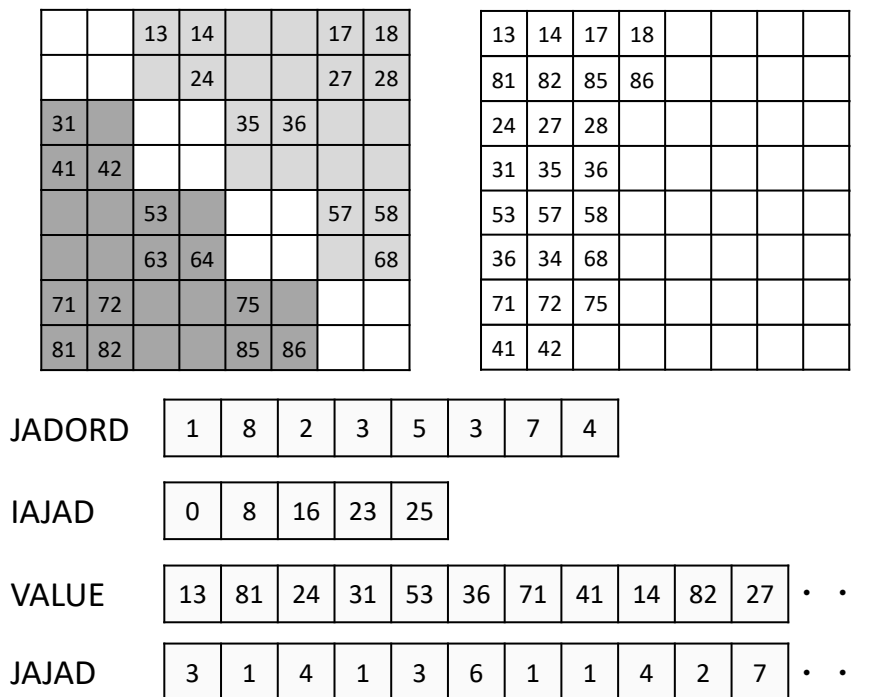 13 14 17 18
24 27 28
31 35 36
41 42
53 57 58
63 64 68
71 72 75
81 82 85 86
13 14 17 18
81 82 85 86
24 27 28
31 35 36
53 57 58
36 34 68
71 72 75
41 42
JADORD 1 8 2 3 5 3 7 4
IAJAD 0 8 16 23 25
VALUE 13 81 24 31 53 36 71 41 14 82 27 ・ ・
JAJAD 3 1 4 1 3 6 1 1 4 2 7 ・ ・